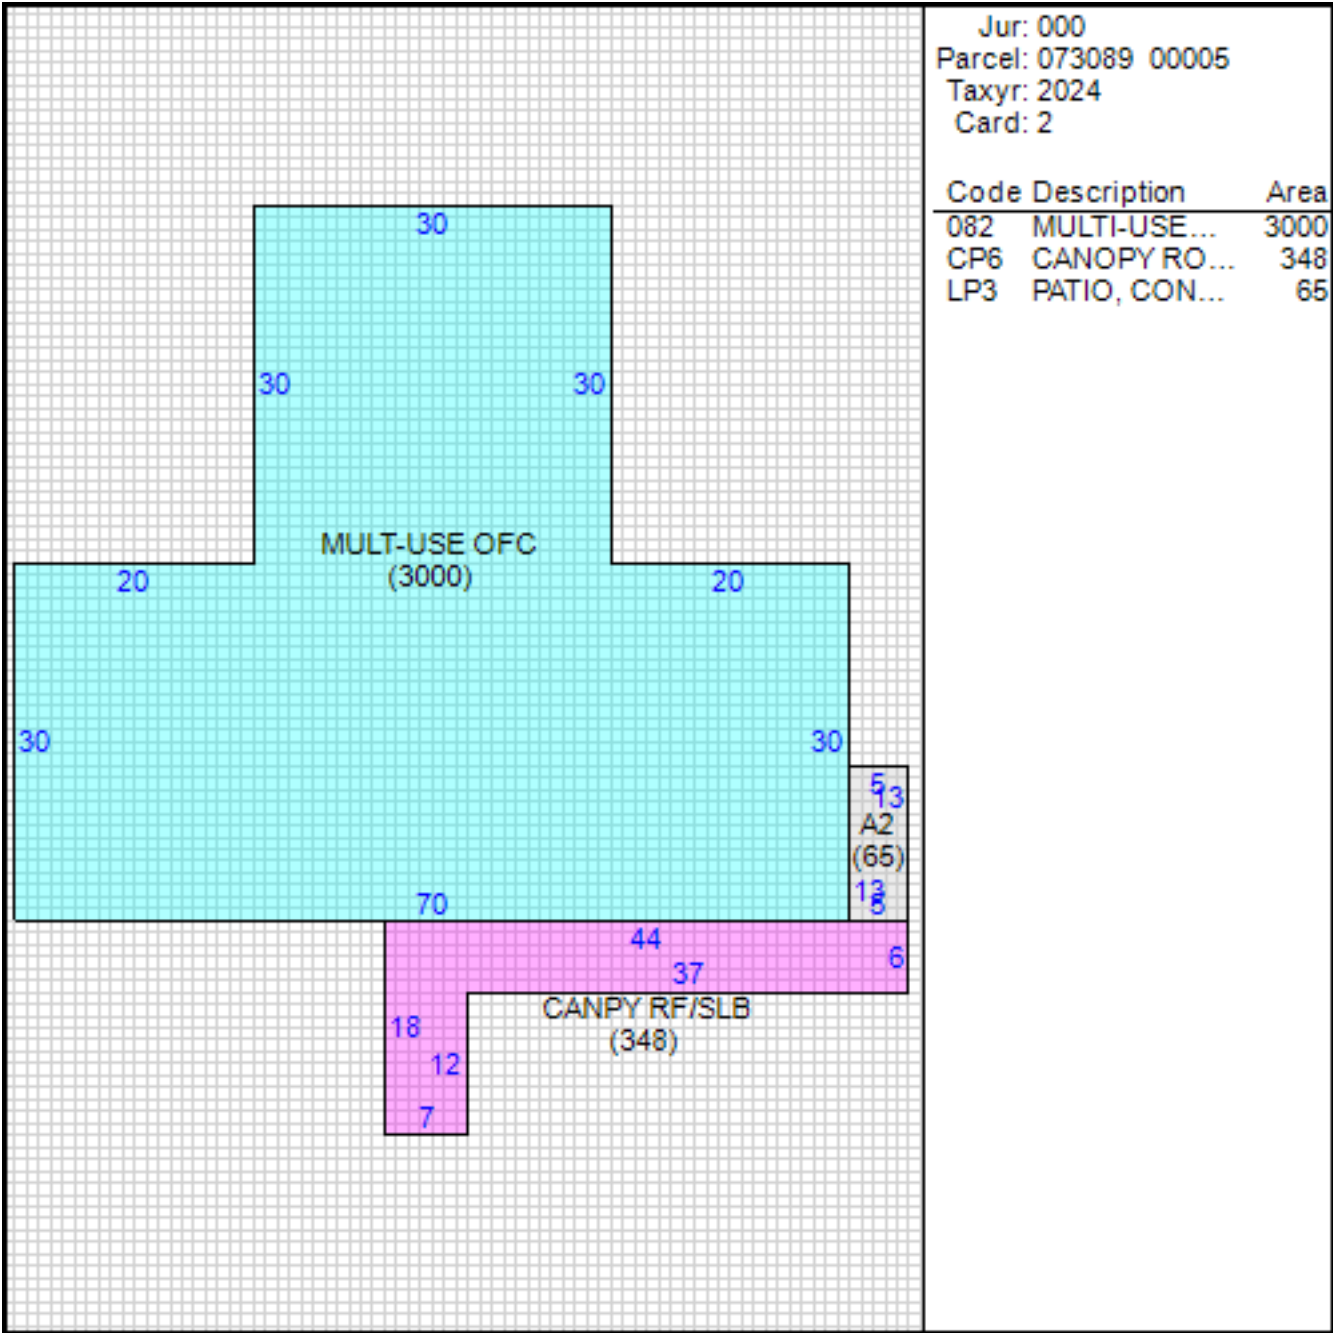 Jur: 000
Parcel: 073089 00005
Taxyr: 2024
Card: 2
Code Description Area
082 MULTI-USE... 3000
CP6 CANOPY RO... 348
LP3 PATIO, CON... 65
30
30 30
MULT-USE OFC
(3000)
20 20
30 30
5
13
A2
(65)
13
5
70
44
6
37
CANPY RF/SLB
(348)
18
12
7